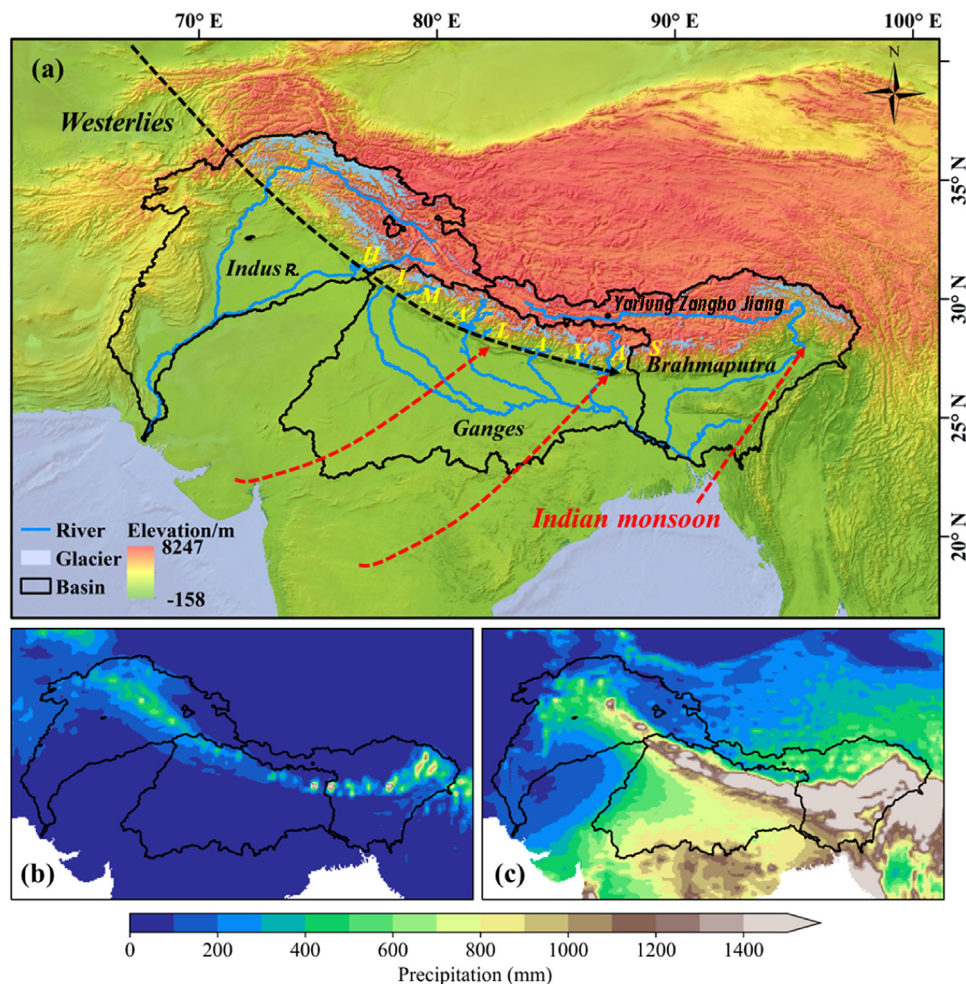 70° E 80° E 90° E 100° E
(a)
N
Westerlies
35° N
30° N
25° N
20° N
Indus R.
H I M A L A Y A S
Yarlung Zangbo Jiang
Brahmaputra
Ganges
Indian monsoon
River Elevation/m
Glacier 8247
Basin -158
(b) (c)
0 200 400 600 800 1000 1200 1400
Precipitation (mm)